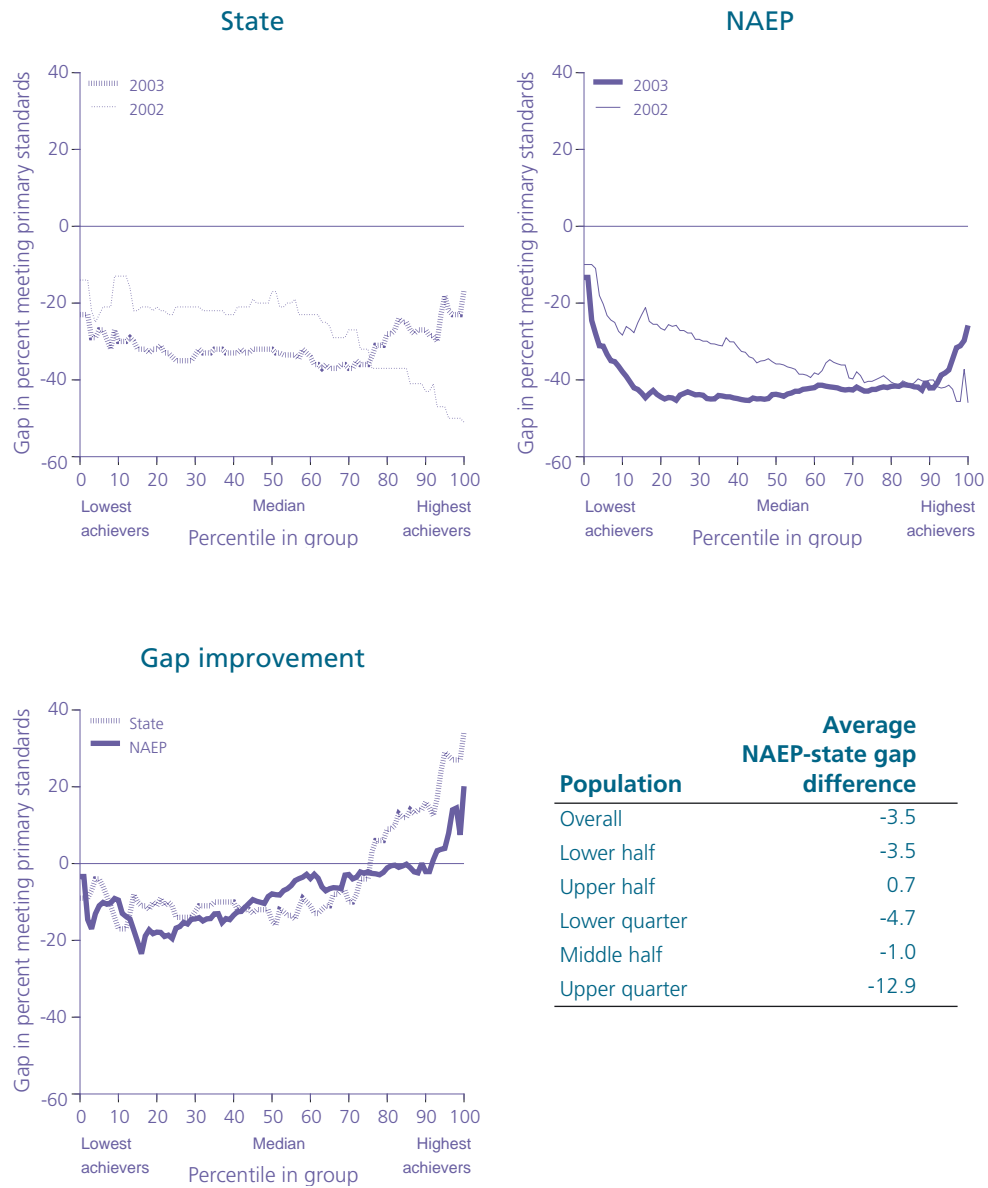 State
Gap in percent meeting primary standards
40
20
0
-20
-40
-60
2003
2002
0 10 20 30 40 50 60 70 80 90 100
Lowest achievers
Median
Highest achievers
Percentile in group
NAEP
Gap in percent meeting primary standards
40
20
0
-20
-40
-60
2003
2002
0 10 20 30 40 50 60 70 80 90 100
Lowest achievers
Median
Highest achievers
Percentile in group
Gap improvement
Gap in percent meeting primary standards
40
20
0
-20
-40
-60
State
NAEP
0 10 20 30 40 50 60 70 80 90 100
Lowest achievers
Median
Highest achievers
Percentile in group
Average
NAEP-state gap
Population difference
Overall -3.5
Lower half -3.5
Upper half 0.7
Lower quarter -4.7
Middle half -1.0
Upper quarter -12.9